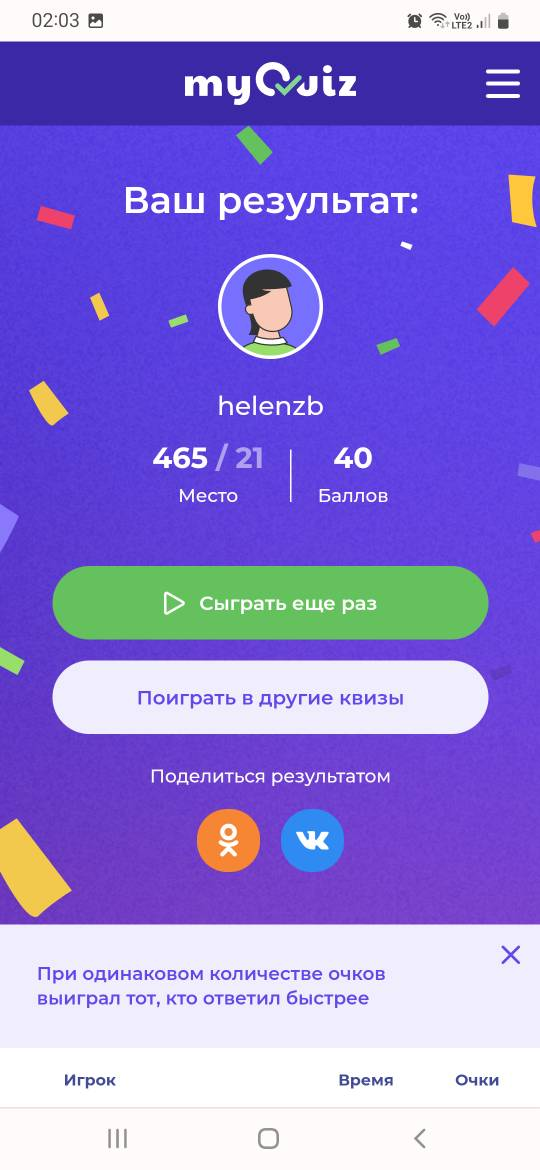 02:03
Vo))
LTE2
myQuiz
Ваш результат:
helenzb
465 / 21
Место
40
Баллов
Сыграть еще раз
Поиграть в другие квизы
Поделиться результатом
При одинаковом количестве очков
выиграл тот, кто ответил быстрее
Игрок Время Очки